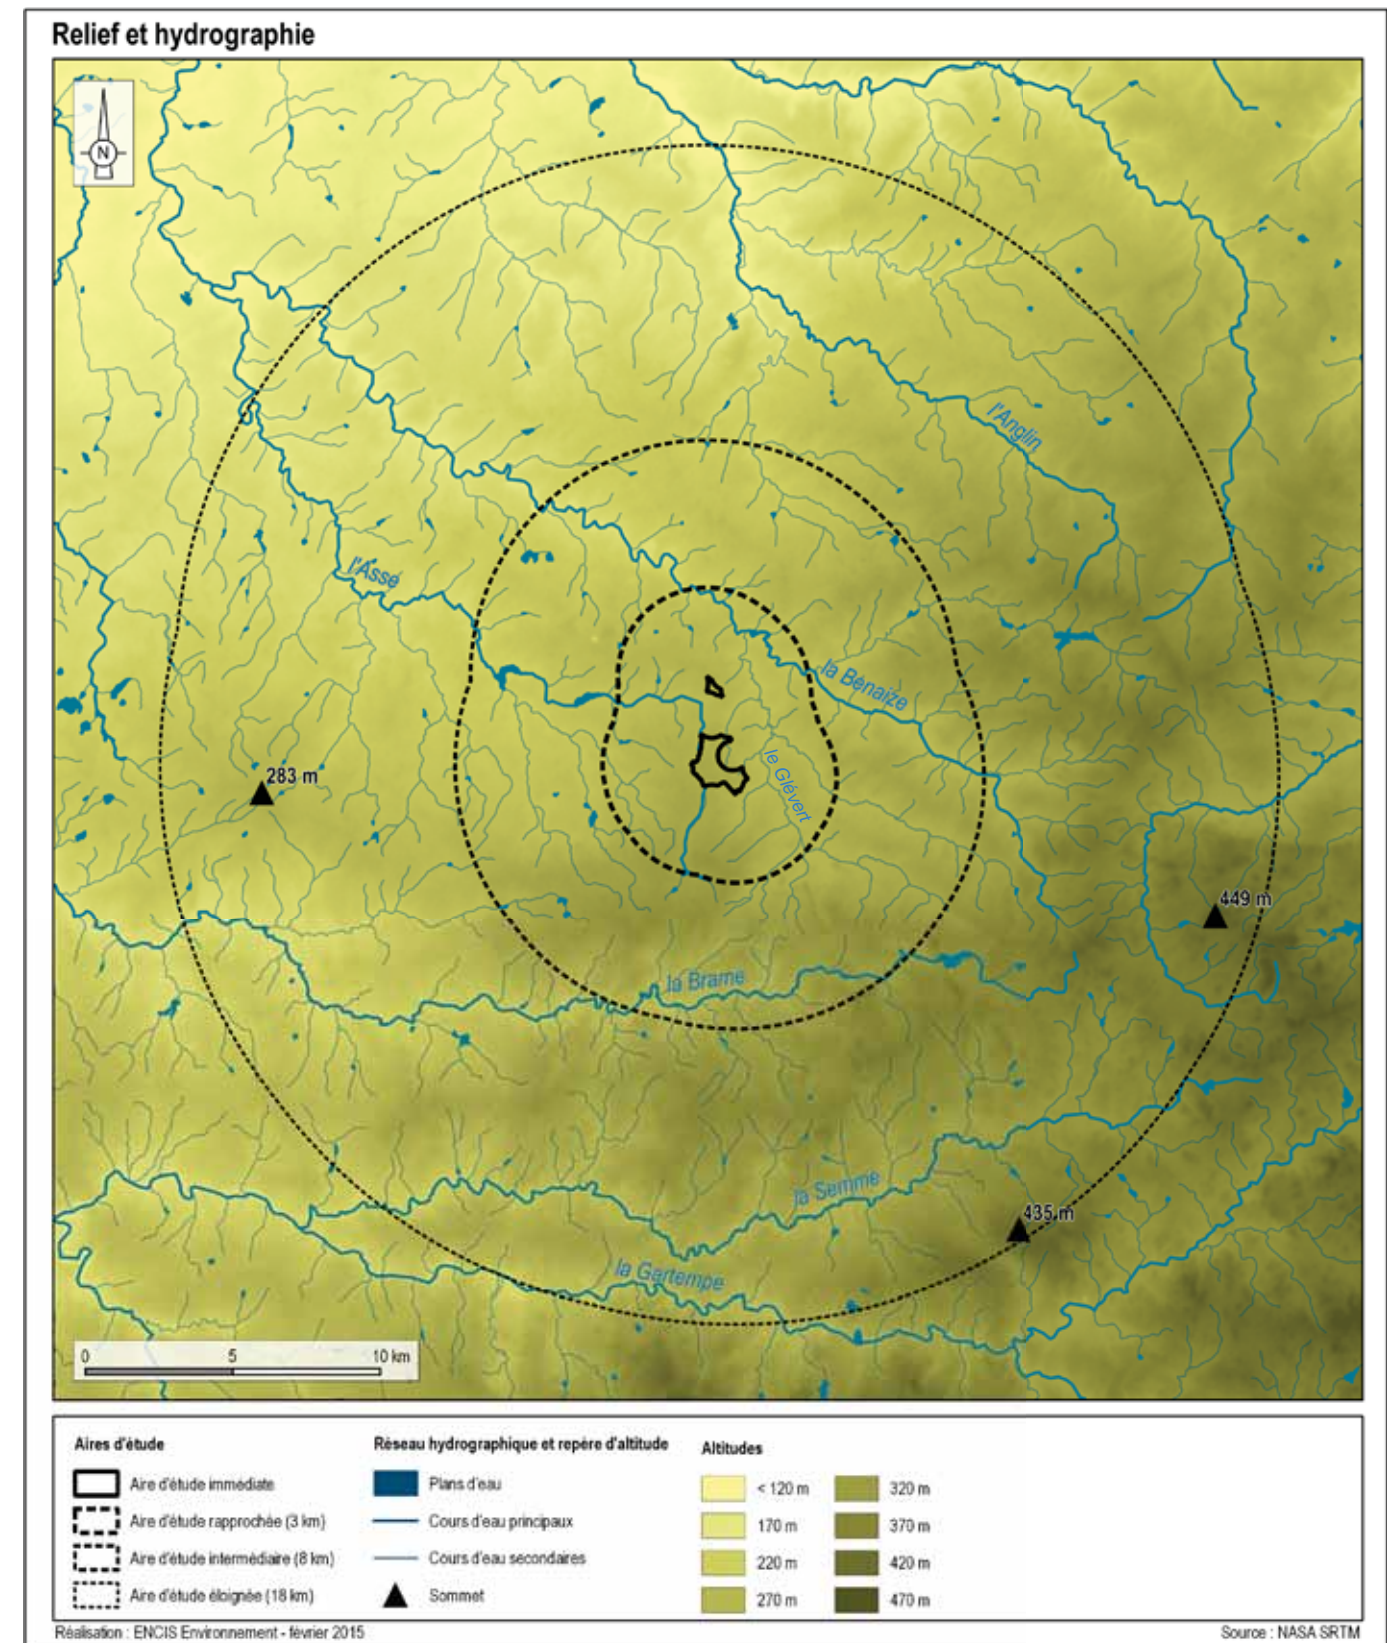 Relief et hydrographie
N
l'Anglin
l'Asse
la Benaize
le Glévert
283 m
449 m
la Brame
la Semme
435 m
la Gartempe
0 5 10 km
Aires d'étude
Aire d'étude immédiate
Aire d'étude rapprochée (3 km)
Aire d'étude intermédiaire (8 km)
Aire d'étude éloignée (18 km)
Réseau hydrographique et repère d'altitude
Plans d'eau
Cours d'eau principaux
Cours d'eau secondaires
Sommet
Altitudes
< 120 m
170 m
220 m
270 m
320 m
370 m
420 m
470 m
Réalisation : ENCIS Environnement - février 2015
Source : NASA SRTM